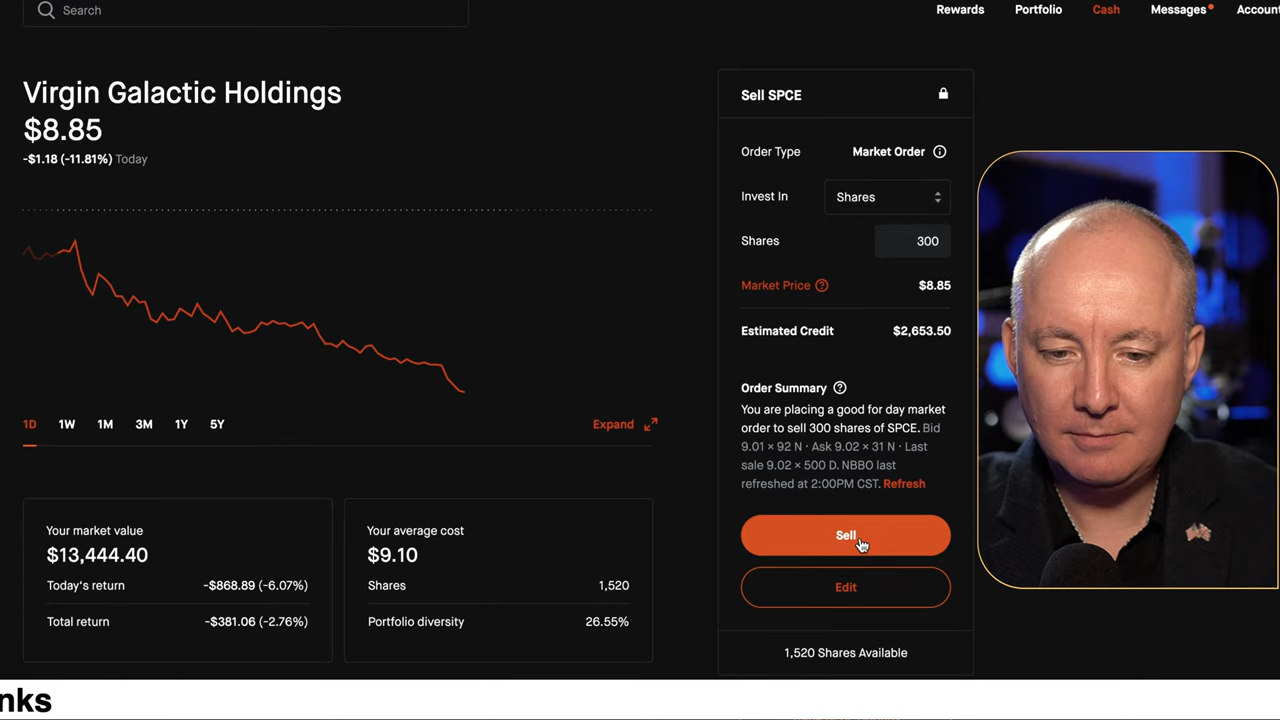 Search
Rewards
Portfolio
Cash
Messages
Account
Virgin Galactic Holdings
$8.85
-$1.18 (-11.81%) Today
1D
1W
1M
3M
1Y
5Y
Expand
Your market value
$13,444.40
Today's return -$868.89 (-6.07%)
Total return -$381.06 (-2.76%)
Your average cost
$9.10
Shares 1,520
Portfolio diversity 26.55%
Sell SPCE
Order Type Market Order
Invest In Shares
Shares 300
Market Price $8.85
Estimated Credit $2,653.50
Order Summary
You are placing a good for day market
order to sell 300 shares of SPCE. Bid
9.01 × 92 N · Ask 9.02 × 31 N · Last
sale 9.02 × 500 D. NBBO last
refreshed at 2:00PM CST. Refresh
Sell
Edit
1,520 Shares Available
nks